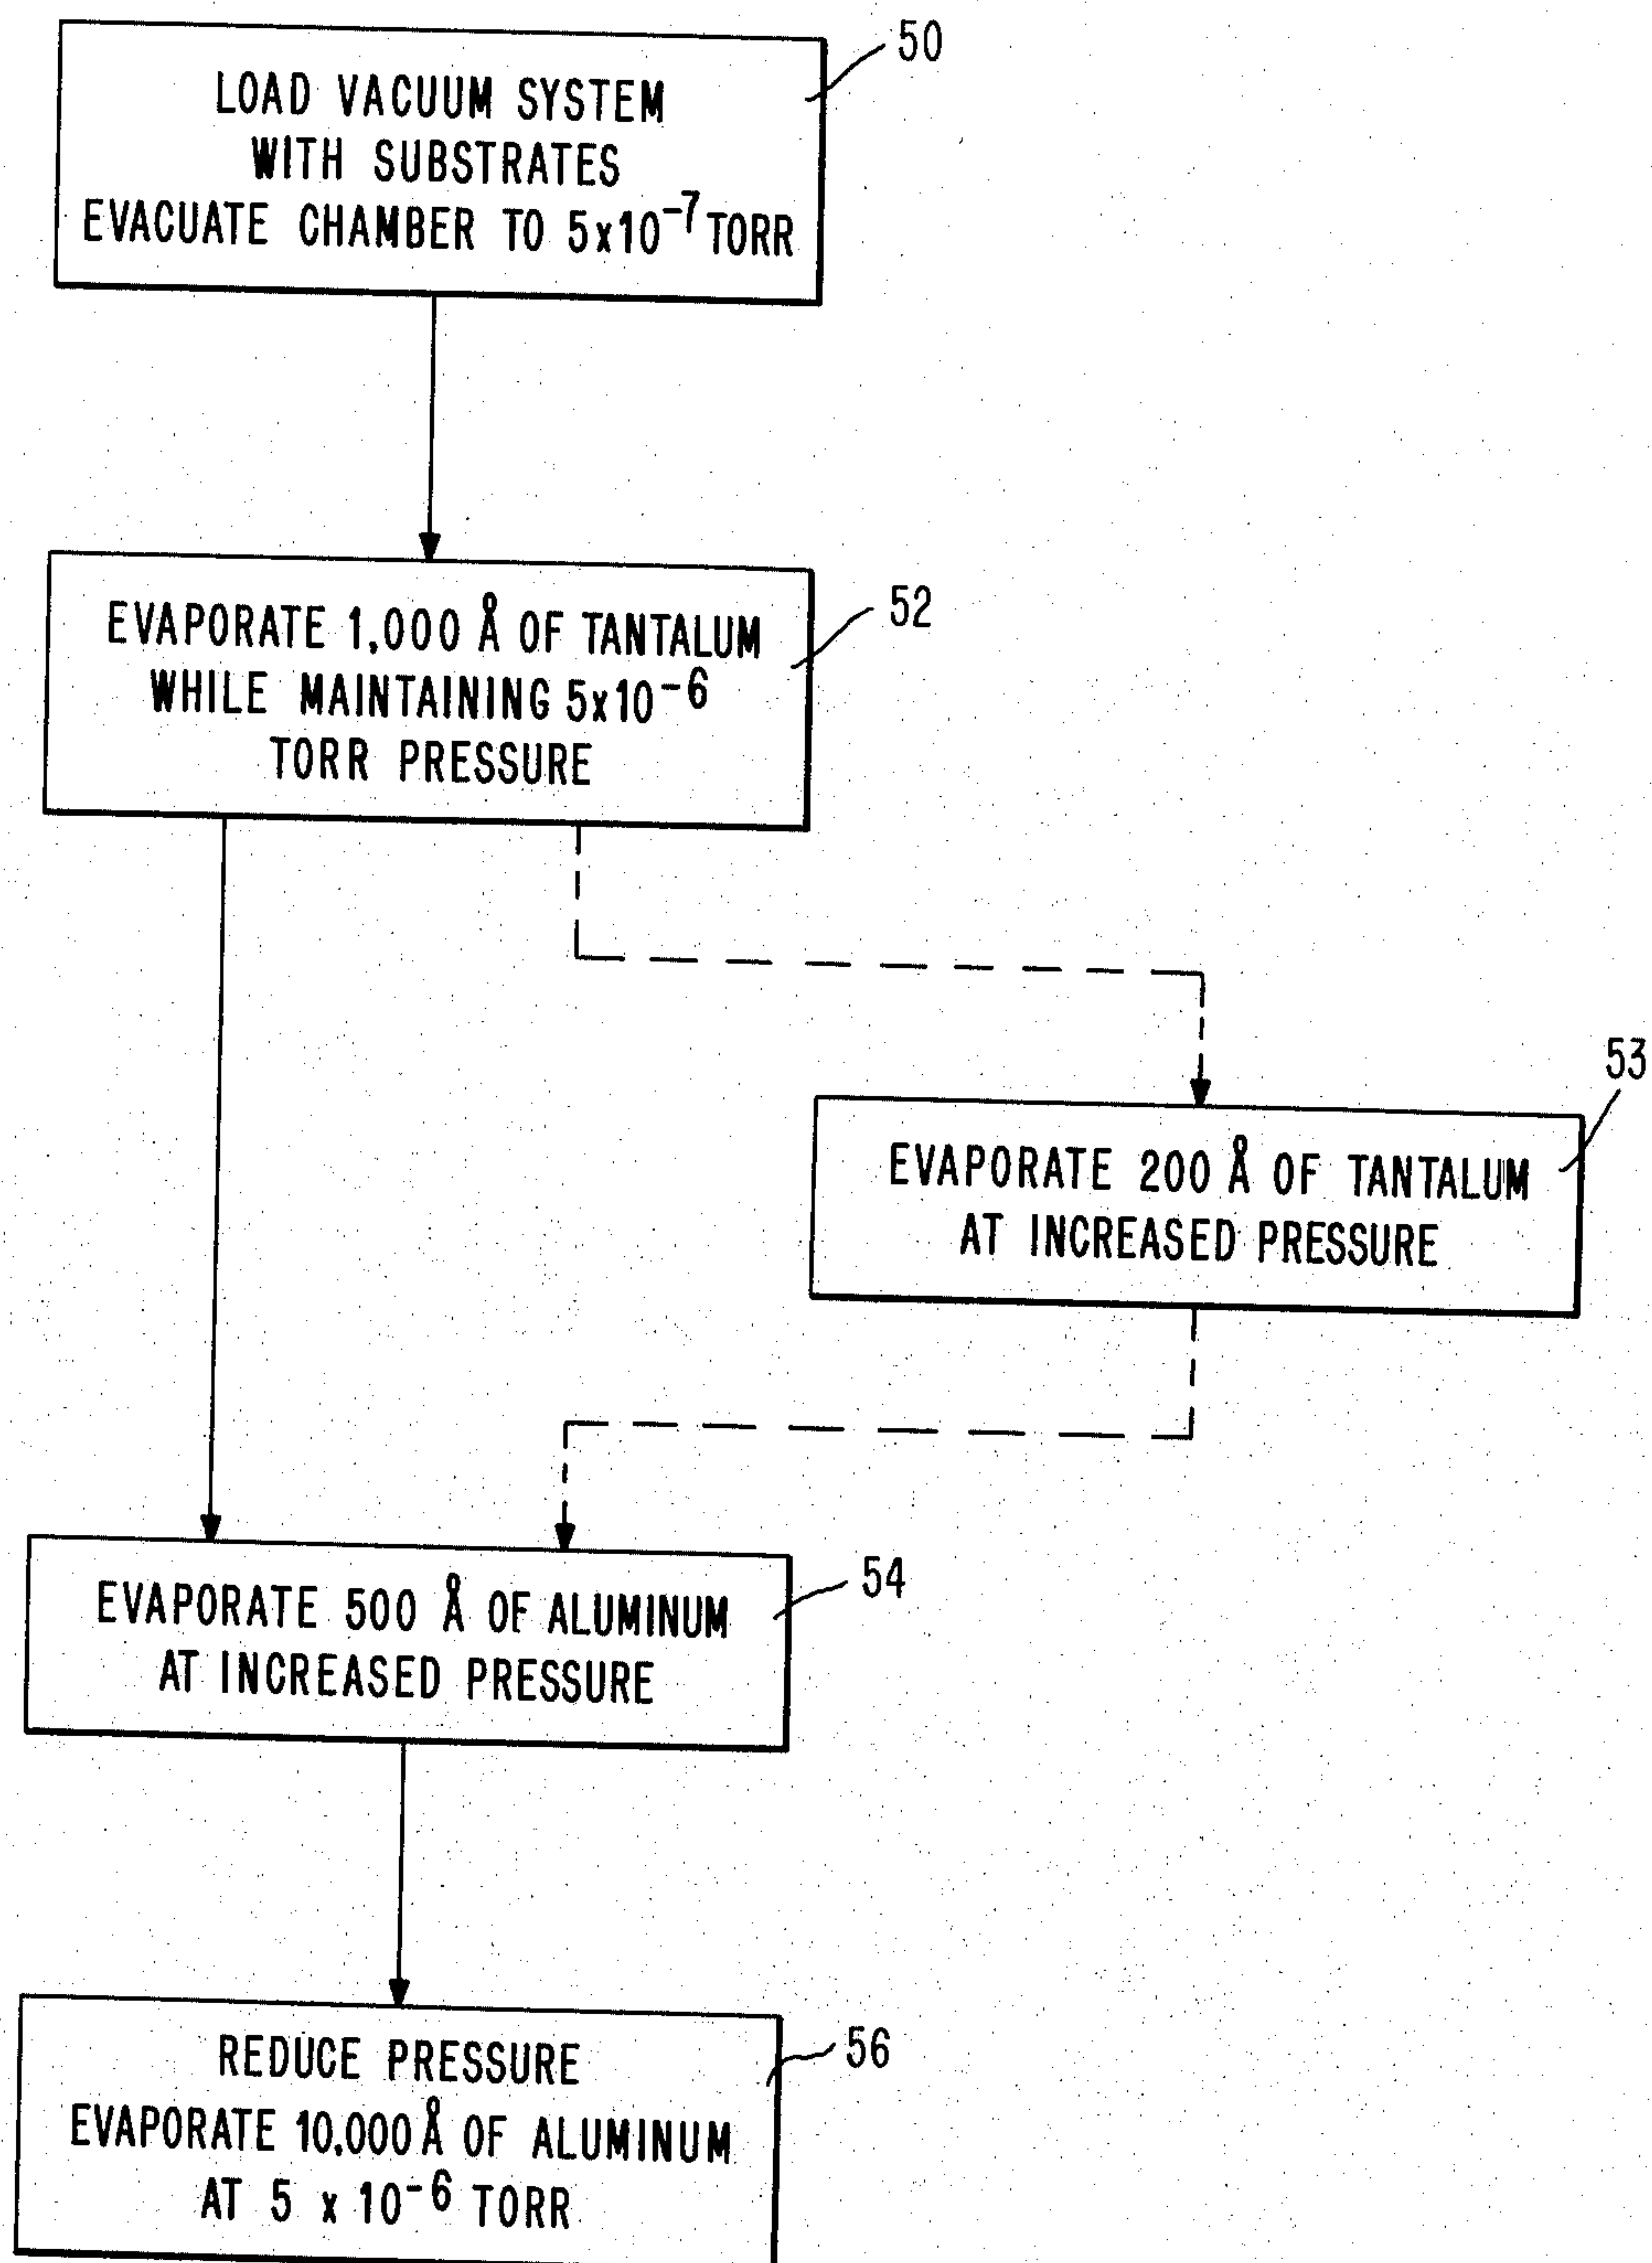 50
LOAD VACUUM SYSTEM
WITH SUBSTRATES
EVACUATE CHAMBER TO 5x10⁻⁷ TORR
52
EVAPORATE 1,000 Å OF TANTALUM
WHILE MAINTAINING 5x10⁻⁶
TORR PRESSURE
53
EVAPORATE 200 Å OF TANTALUM
AT INCREASED PRESSURE
54
EVAPORATE 500 Å OF ALUMINUM
AT INCREASED PRESSURE
56
REDUCE PRESSURE
EVAPORATE 10,000 Å OF ALUMINUM
AT 5 x 10⁻⁶ TORR